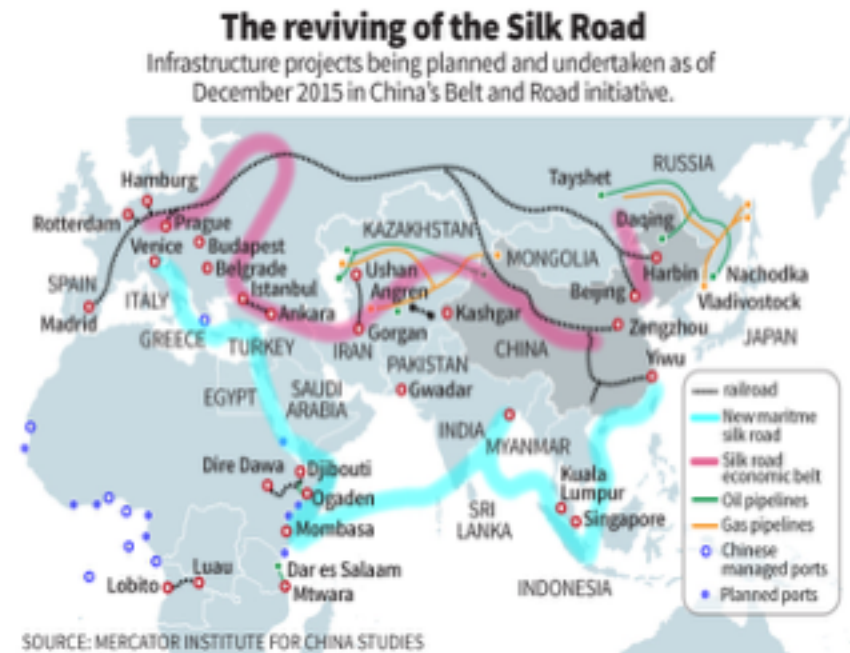 The reviving of the Silk Road
Infrastructure projects being planned and undertaken as of
December 2015 in China's Belt and Road initiative.
Tayshet
RUSSIA
Hamburg
Rotterdam
Prague
Daqing
Venice
Budapest
KAZAKHSTAN
MONGOLIA
Belgrade
Ushan
Harbin
Nachodka
SPAIN
Istanbul
Angren
Beijing
ITALY
Vladivostock
Madrid
Ankara
Kashgar
Zengzhou
GREECE
TURKEY
Gorgan
IRAN
CHINA
JAPAN
PAKISTAN
Yiwu
EGYPT
SAUDI
ARABIA
Gwadar
railroad
New maritme
silk road
INDIA
MYANMAR
Silk road
economic belt
Dire Dawa
Djibouti
Kuala
Lumpur
Oil pipelines
Ogaden
SRI
LANKA
Singapore
Gas pipelines
Mombasa
Chinese
managed ports
Luau
Dar es Salaam
Lobito
Mtwara
INDONESIA
Planned ports
SOURCE: MERCATOR INSTITUTE FOR CHINA STUDIES